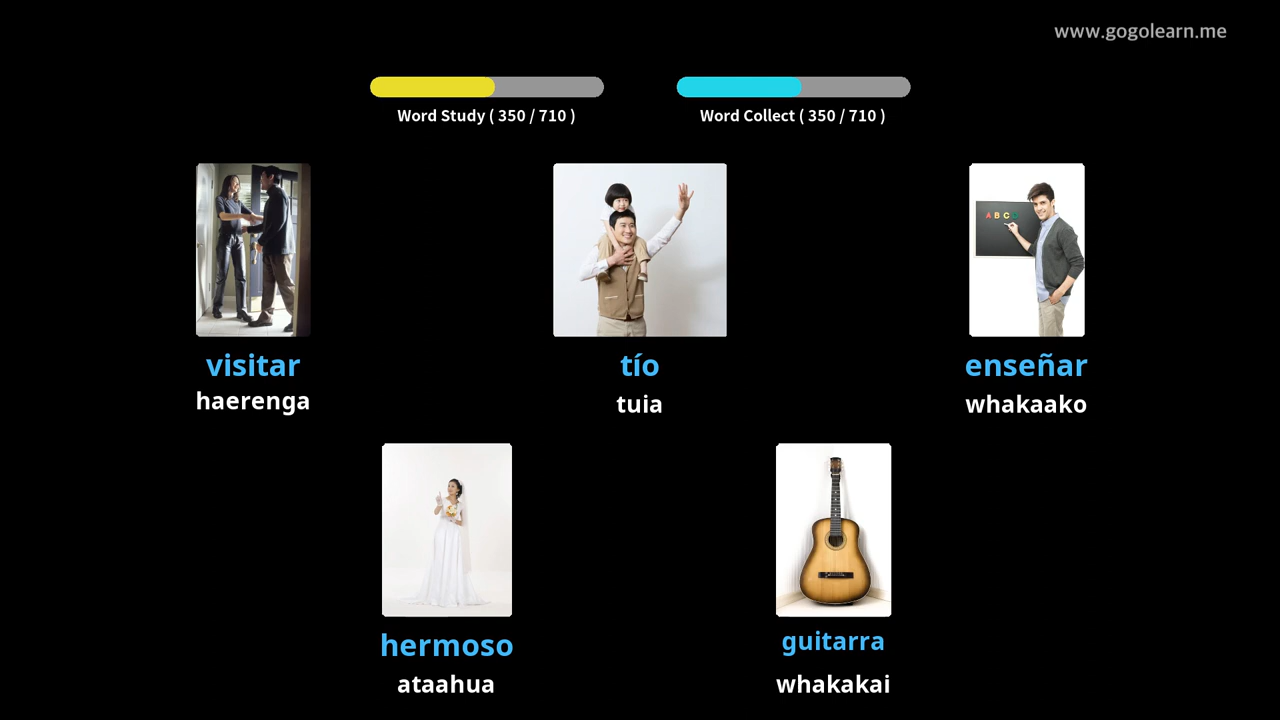 www.gogolearn.me
Word Study ( 350 / 710 )
Word Collect ( 350 / 710 )
A B C
visitar
haerenga
tío
tuia
enseñar
whakaako
hermoso
ataahua
guitarra
whakakai